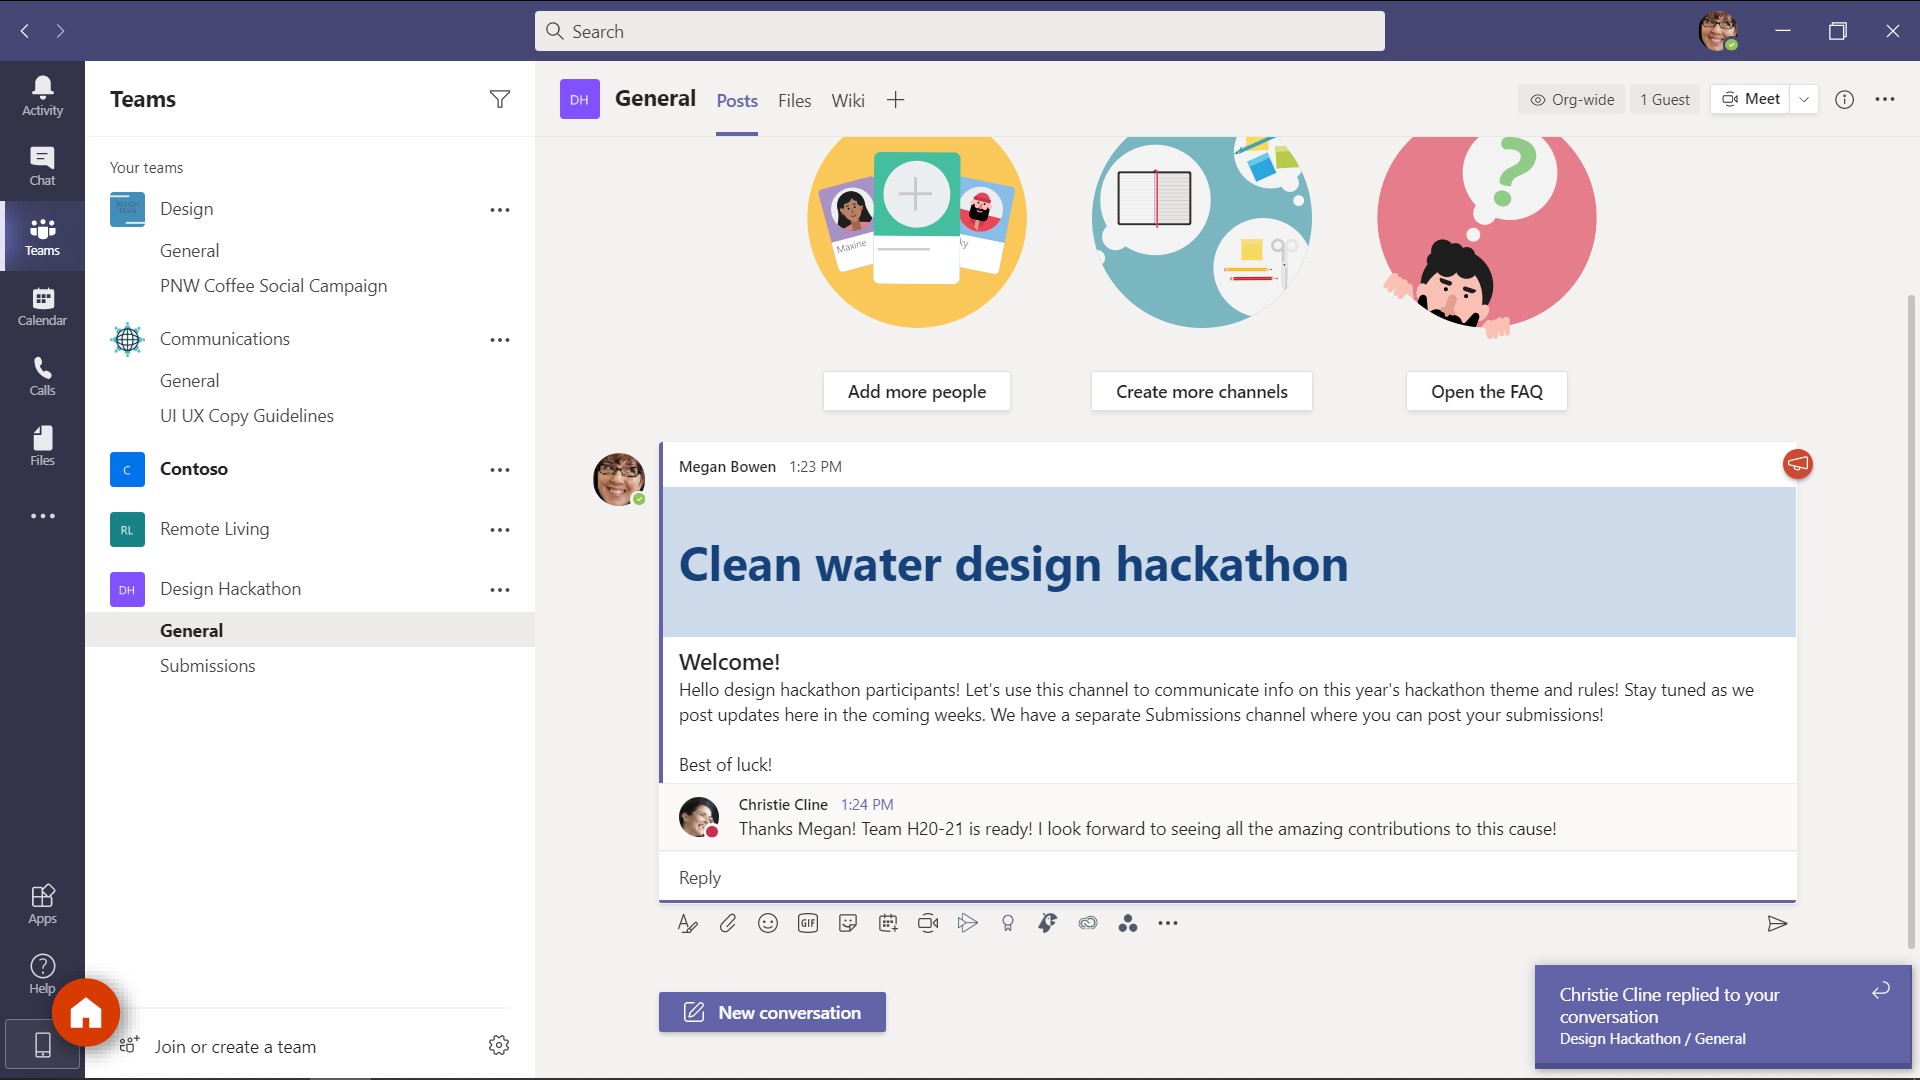 Search
Activity
Chat
Teams
Calendar
Calls
Files
Apps
Help
Teams
Your teams
Design
General
PNW Coffee Social Campaign
Communications
General
UI UX Copy Guidelines
C
Contoso
RL
Remote Living
DH
Design Hackathon
General
Submissions
Join or create a team
DH
General
Posts
Files
Wiki
Org-wide
1 Guest
Meet
Maxine
ky
Add more people
Create more channels
Open the FAQ
Megan Bowen 1:23 PM
Clean water design hackathon
Welcome!
Hello design hackathon participants! Let's use this channel to communicate info on this year's hackathon theme and rules! Stay tuned as we
post updates here in the coming weeks. We have a separate Submissions channel where you can post your submissions!
Best of luck!
Christie Cline 1:24 PM
Thanks Megan! Team H20-21 is ready! I look forward to seeing all the amazing contributions to this cause!
Reply
GIF
New conversation
Christie Cline replied to your
conversation
Design Hackathon / General